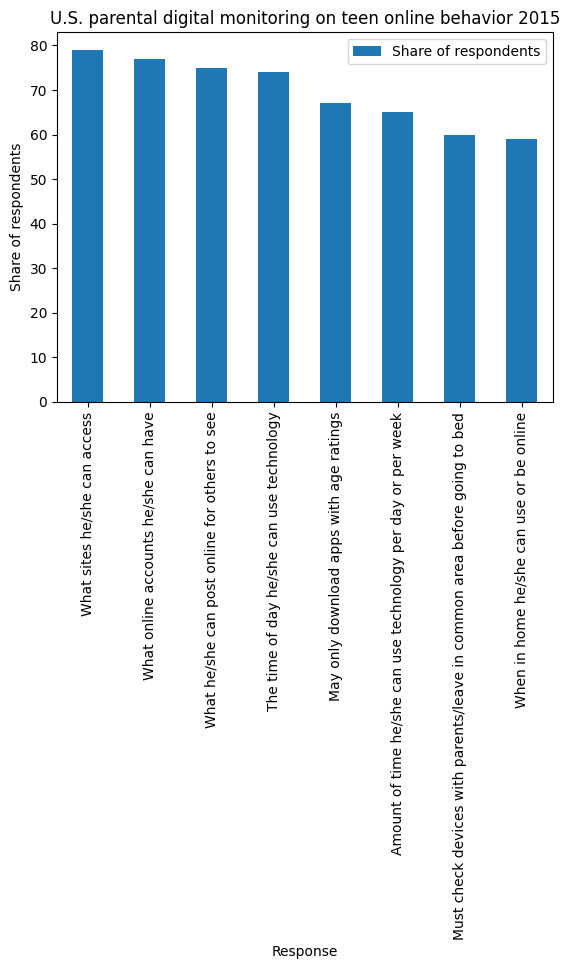 U.S. parental digital monitoring on teen online behavior 2015
Share of respondents
Share of respondents
80
70
60
50
40
30
20
10
0
What sites he/she can access
What online accounts he/she can have
What he/she can post online for others to see
The time of day he/she can use technology
May only download apps with age ratings
Amount of time he/she can use technology per day or per week
Must check devices with parents/leave in common area before going to bed
When in home he/she can use or be online
Response